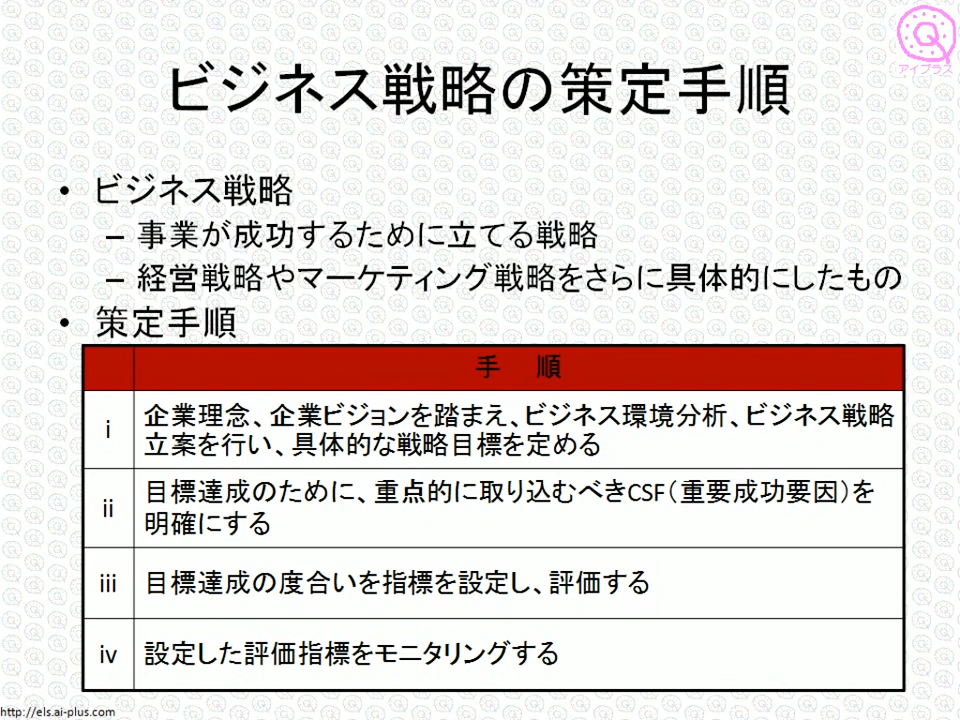 アイプラス
ビジネス戦略の策定手順
• ビジネス戦略
– 事業が成功するために立てる戦略
– 経営戦略やマーケティング戦略をさらに具体的にしたもの
• 策定手順
手 順
i
企業理念、企業ビジョンを踏まえ、ビジネス環境分析、ビジネス戦略
立案を行い、具体的な戦略目標を定める
ii
目標達成のために、重点的に取り込むべきCSF(重要成功要因)を
明確にする
iii
目標達成の度合いを指標を設定し、評価する
iv
設定した評価指標をモニタリングする
http://els.ai-plus.com